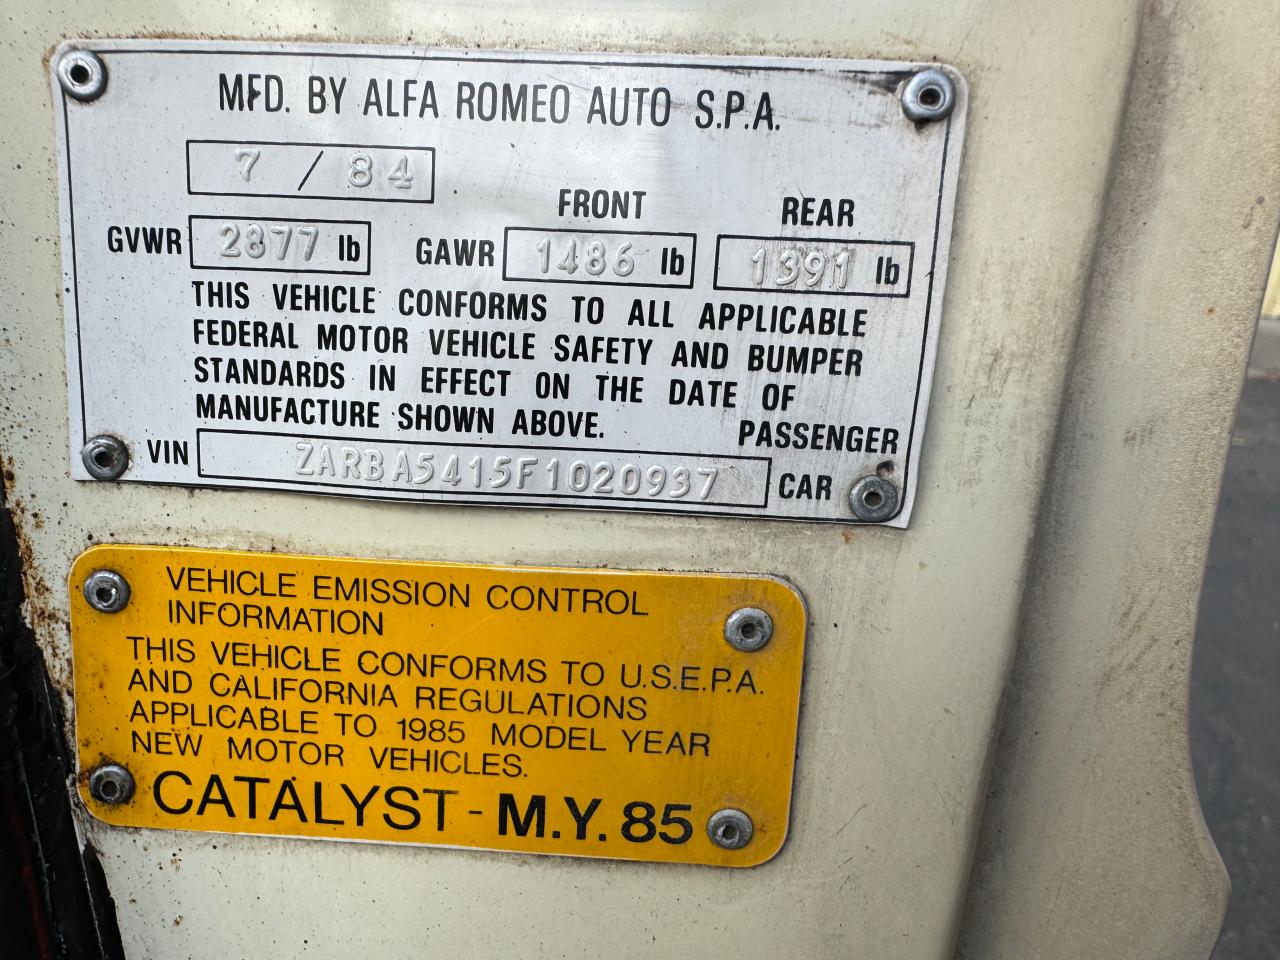 MFD. BY ALFA ROMEO AUTO S.P.A.
7 / 84
FRONT REAR
GVWR 2877 lb GAWR 1486 lb 1391 lb
THIS VEHICLE CONFORMS TO ALL APPLICABLE
FEDERAL MOTOR VEHICLE SAFETY AND BUMPER
STANDARDS IN EFFECT ON THE DATE OF
MANUFACTURE SHOWN ABOVE. PASSENGER
VIN ZARBA5415F1020937 CAR
VEHICLE EMISSION CONTROL
INFORMATION
THIS VEHICLE CONFORMS TO U.S.E.P.A.
AND CALIFORNIA REGULATIONS
APPLICABLE TO 1985 MODEL YEAR
NEW MOTOR VEHICLES.
CATALYST - M.Y. 85